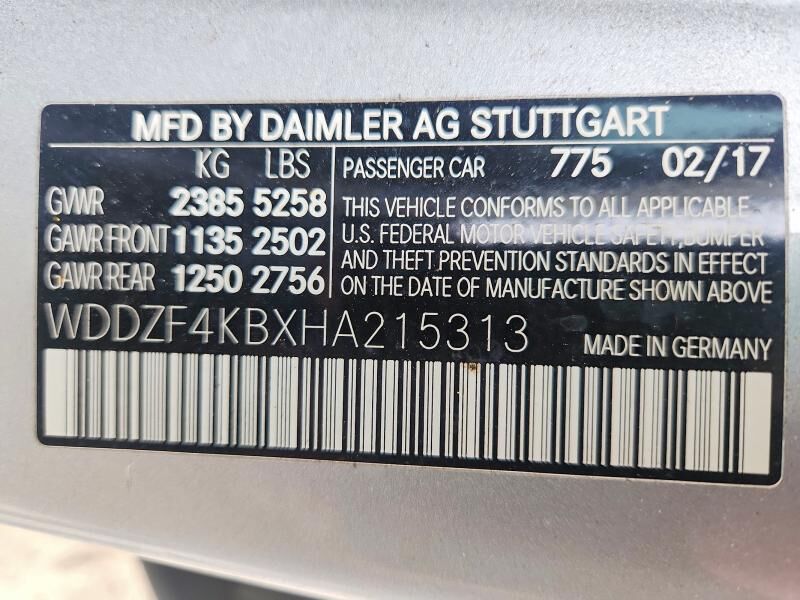 MFD BY DAIMLER AG STUTTGART
KG LBS
GVWR 2385 5258
GAWR FRONT 1135 2502
GAWR REAR 1250 2756
PASSENGER CAR 775 02/17
THIS VEHICLE CONFORMS TO ALL APPLICABLE
U.S. FEDERAL MOTOR VEHICLE SAFETY, BUMPER
AND THEFT PREVENTION STANDARDS IN EFFECT
ON THE DATE OF MANUFACTURE SHOWN ABOVE
WDDZF4KBXHA215313 MADE IN GERMANY